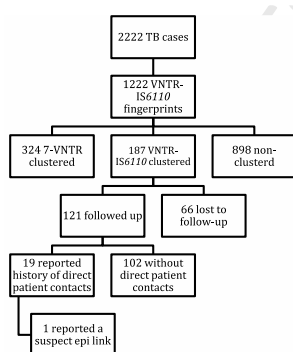 2222 TB cases
1222 VNTR-
IS6110
fingerprints
324 7-VNTR
clustered
187 VNTR-
IS6110 clustered
898 non-
clusterd
121 followed up
66 lost to
follow-up
19 reported
history of direct
patient contacts
102 without
direct patient
contacts
1 reported a
suspect epi link